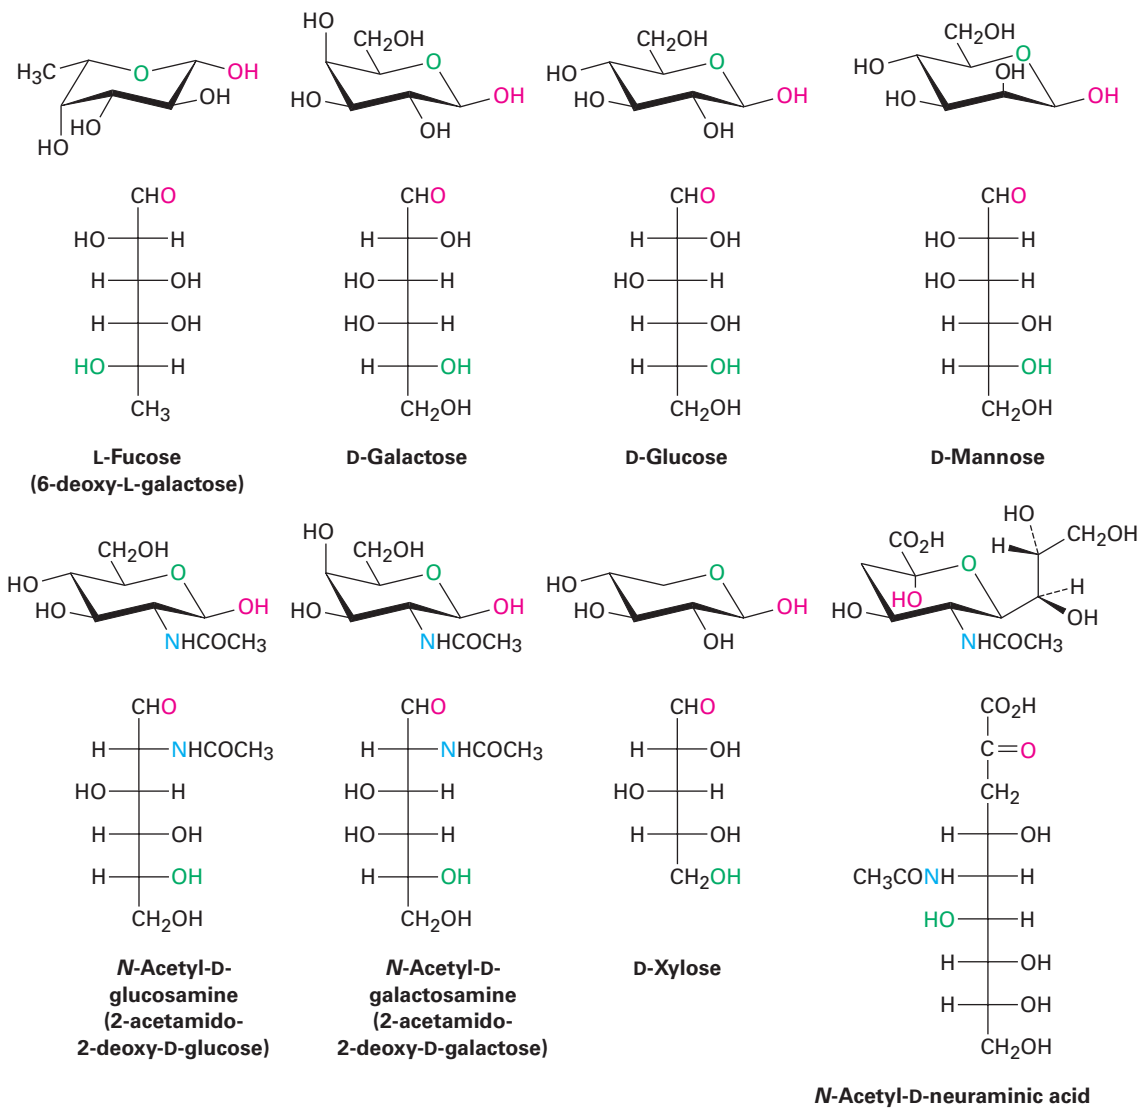 H₃C
O
OH
OH
HO
HO
HO
CH₂OH
O
HO
OH
OH
CH₂OH
HO
O
HO
OH
OH
CH₂OH
HO
O
OH
HO
OH
CHO
HO H
H OH
H OH
HO H
CH₃
L-Fucose
(6-deoxy-L-galactose)
CHO
H OH
HO H
HO H
H OH
CH₂OH
D-Galactose
CHO
H OH
HO H
H OH
H OH
CH₂OH
D-Glucose
CHO
HO H
HO H
H OH
H OH
CH₂OH
D-Mannose
CH₂OH
HO
O
HO
OH
NHCOCH₃
HO
CH₂OH
O
HO
OH
NHCOCH₃
HO
O
HO
OH
OH
HO
CO₂H
H
CH₂OH
O
HO
H
HO
OH
NHCOCH₃
CHO
H NHCOCH₃
HO H
H OH
H OH
CH₂OH
N-Acetyl-D-
glucosamine
(2-acetamido-
2-deoxy-D-glucose)
CHO
H NHCOCH₃
HO H
HO H
H OH
CH₂OH
N-Acetyl-D-
galactosamine
(2-acetamido-
2-deoxy-D-galactose)
CHO
H OH
HO H
H OH
CH₂OH
D-Xylose
CO₂H
C=O
CH₂
H OH
CH₃CONH H
HO H
H OH
H OH
CH₂OH
N-Acetyl-D-neuraminic acid